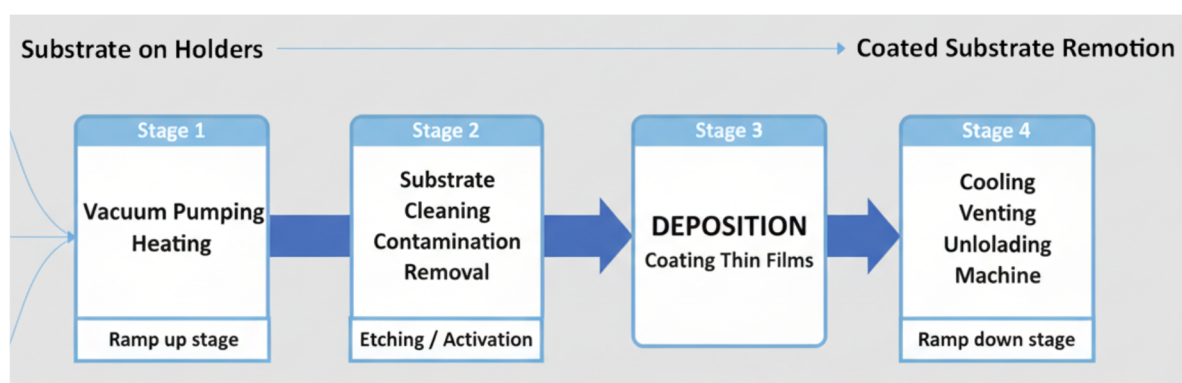 Substrate on Holders
Coated Substrate Remotion
Stage 1
Vacuum Pumping
Heating
Ramp up stage
Stage 2
Substrate
Cleaning
Contamination
Removal
Etching / Activation
Stage 3
DEPOSITION
Coating Thin Films
Stage 4
Cooling
Venting
Unlolading
Machine
Ramp down stage